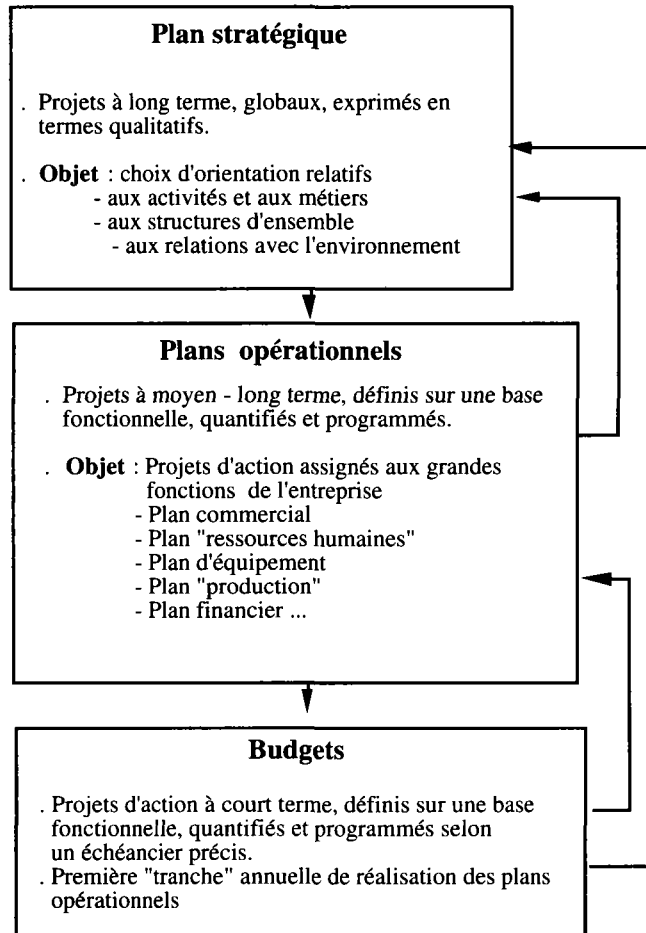 Plan stratégique
. Projets à long terme, globaux, exprimés en
termes qualitatifs.
. Objet : choix d'orientation relatifs
- aux activités et aux métiers
- aux structures d'ensemble
- aux relations avec l'environnement
Plans opérationnels
. Projets à moyen - long terme, définis sur une base
fonctionnelle, quantifiés et programmés.
. Objet : Projets d'action assignés aux grandes
fonctions de l'entreprise
- Plan commercial
- Plan "ressources humaines"
- Plan d'équipement
- Plan "production"
- Plan financier ...
Budgets
. Projets d'action à court terme, définis sur une base
fonctionnelle, quantifiés et programmés selon
un échéancier précis.
. Première "tranche" annuelle de réalisation des plans
opérationnels